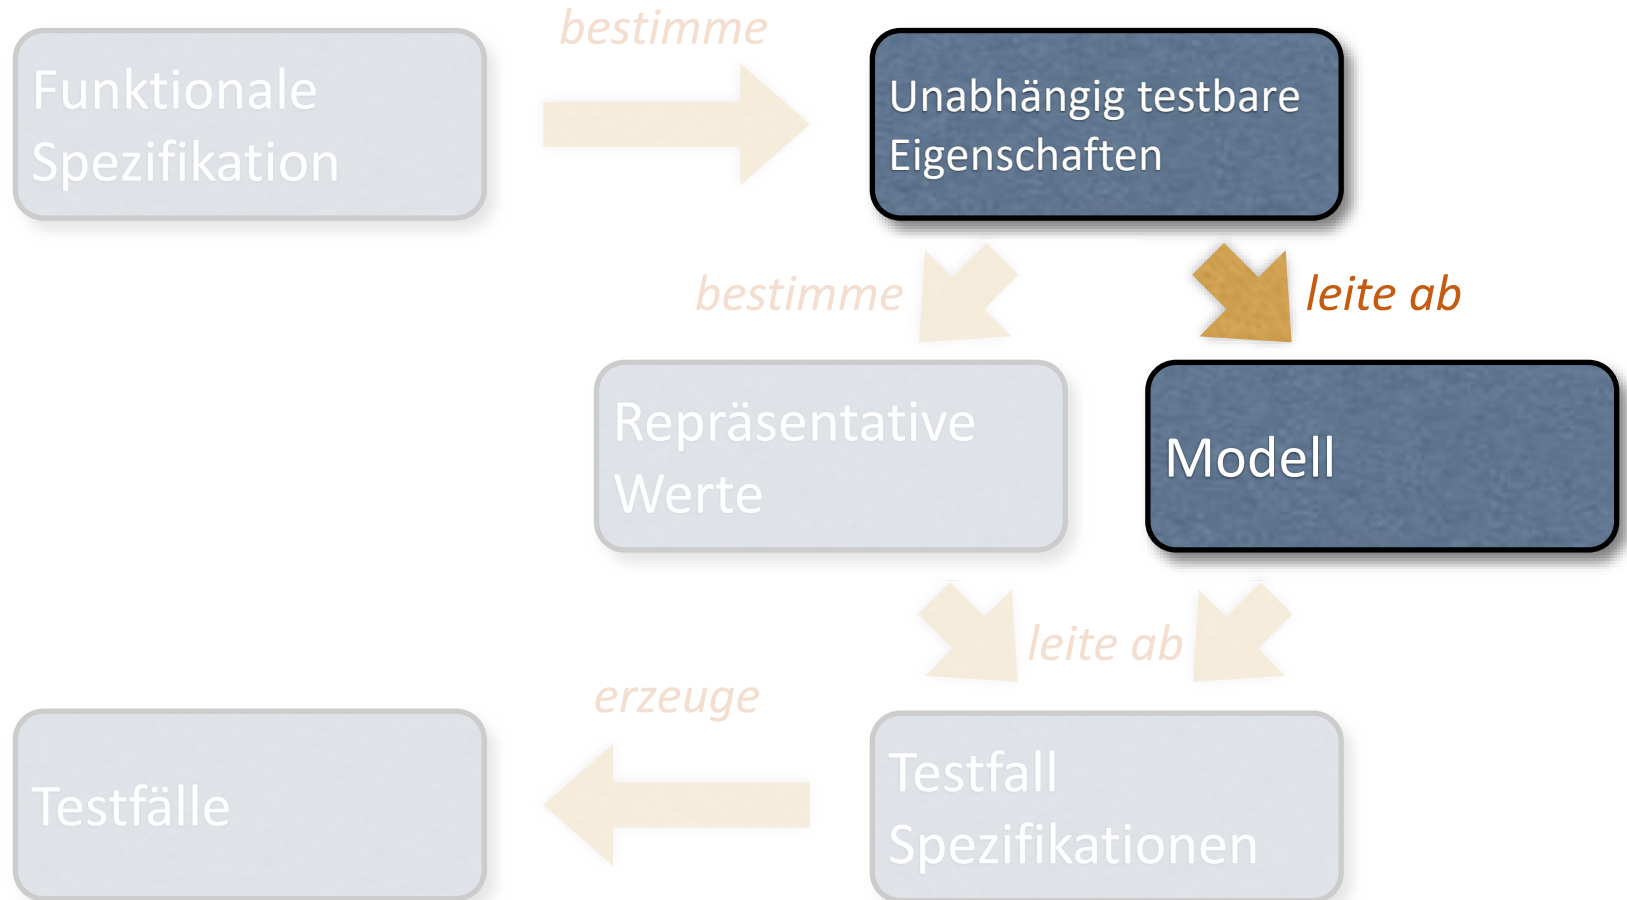 bestimme
Funktionale
Spezifikation
Unabhängig testbare
Eigenschaften
bestimme
leite ab
Repräsentative
Werte
Modell
leite ab
erzeuge
Testfälle
Testfall
Spezifikationen